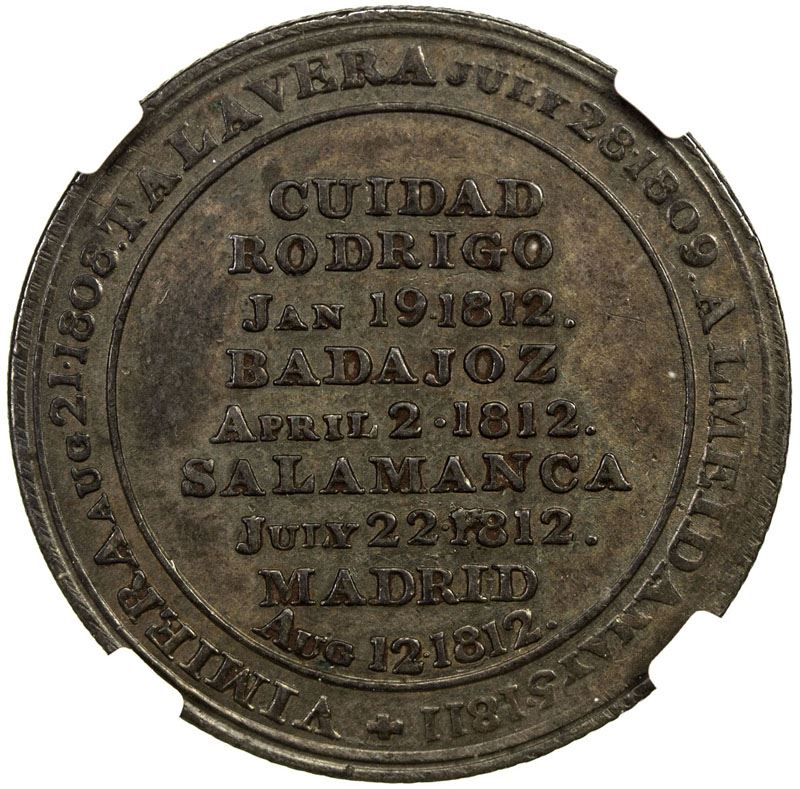 VIMIERA AUG 21·1808. TALAVERA JULY 28·1809. ALMEIDA MAY 5·1811
CUIDAD
RODRIGO
JAN 19·1812.
BADAJOZ
APRIL 2·1812.
SALAMANCA
JULY 22·1812.
MADRID
AUG 12·1812.